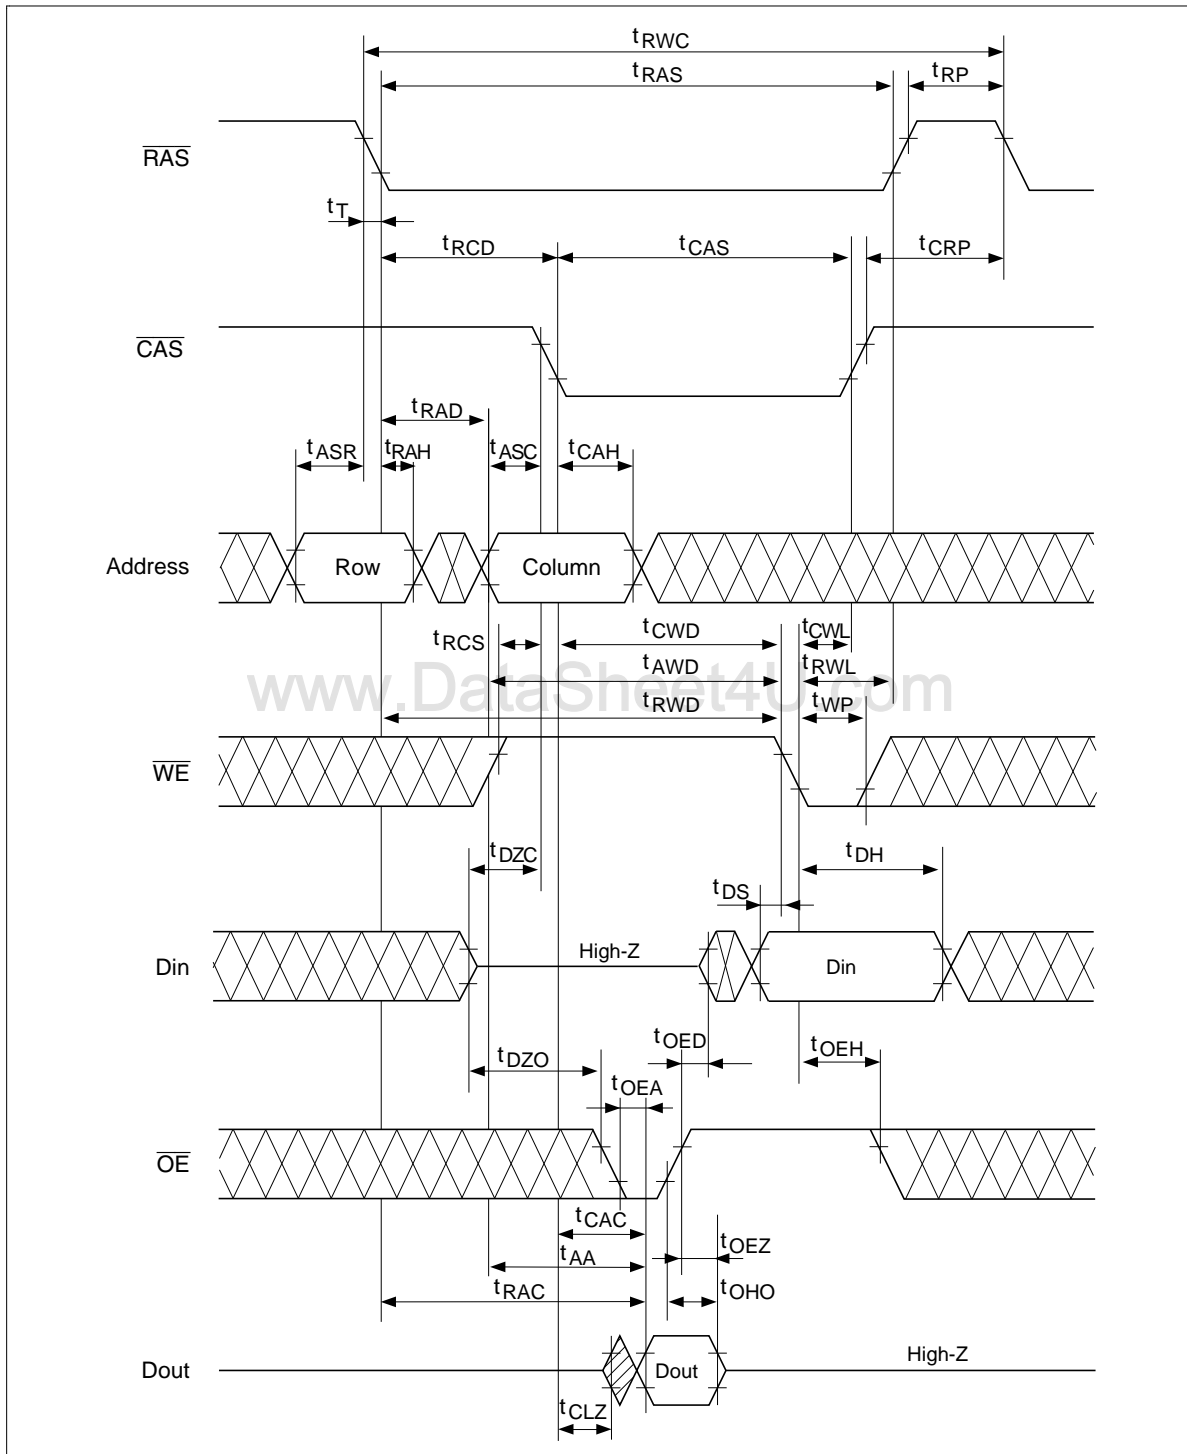 tRWC
tRAS
tRP
RAS
tT
tRCD
tCAS
tCRP
CAS
tRAD
tASR
tRAH
tASC
tCAH
Address
Row
Column
tRCS
tCWD
tCWL
tAWD
tRWL
www.DataSheet4U.com
tRWD
tWP
WE
tDZC
tDH
tDS
High-Z
Din
Din
tOED
tOEH
tDZO
tOEA
OE
tCAC
tOEZ
tAA
tRAC
tOHO
High-Z
Dout
Dout
tCLZ